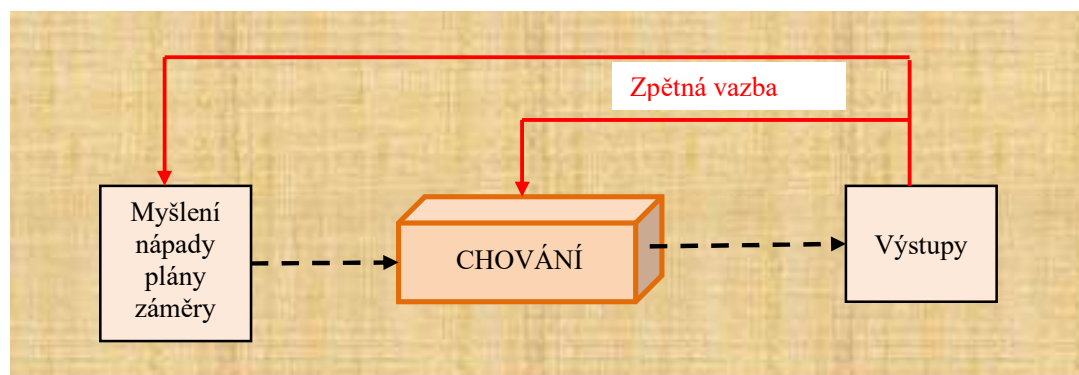 Zpětná vazba
Myšlení
nápady
plány
záměry
CHOVÁNÍ
Výstupy